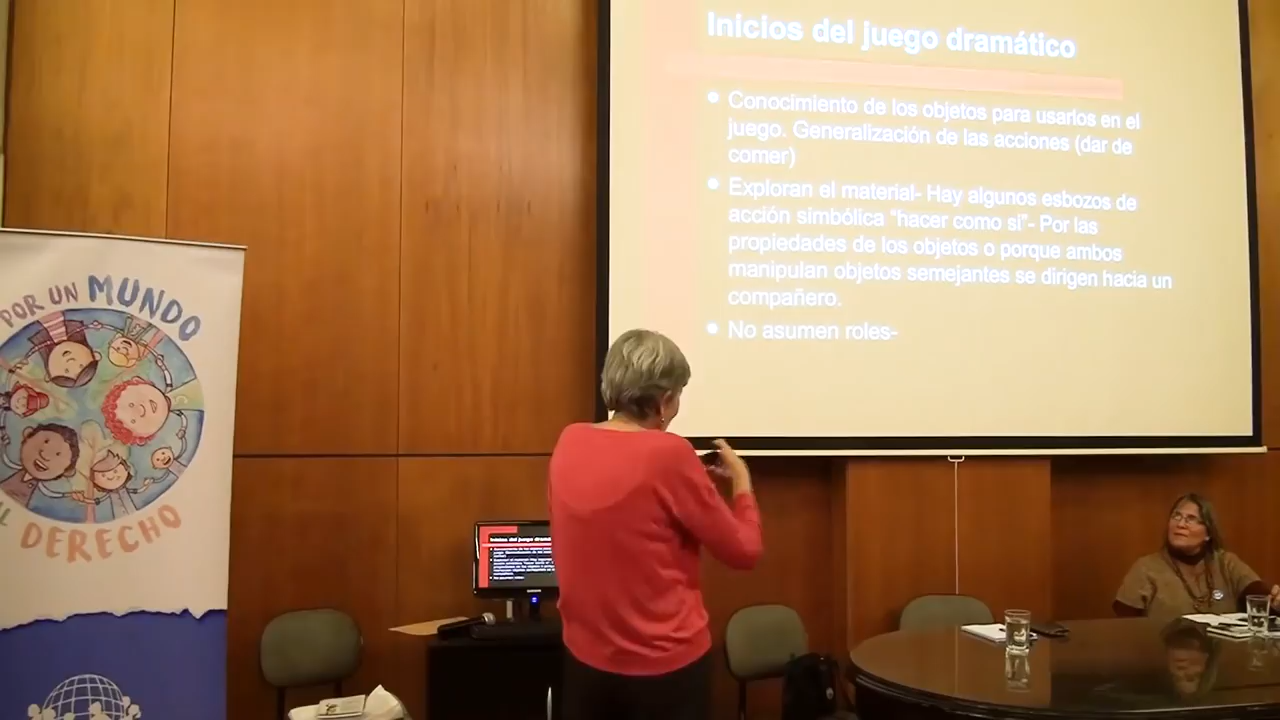 Inicios del juego dramático
• Conocimiento de los objetos para usarlos en el
juego. Generalización de las acciones (dar de
comer)
• Exploran el material- Hay algunos esbozos de
acción simbólica “hacer como si”- Por las
propiedades de los objetos o porque ambos
manipulan objetos semejantes se dirigen hacia un
compañero.
• No asumen roles-
POR UN MUNDO
DERECHO